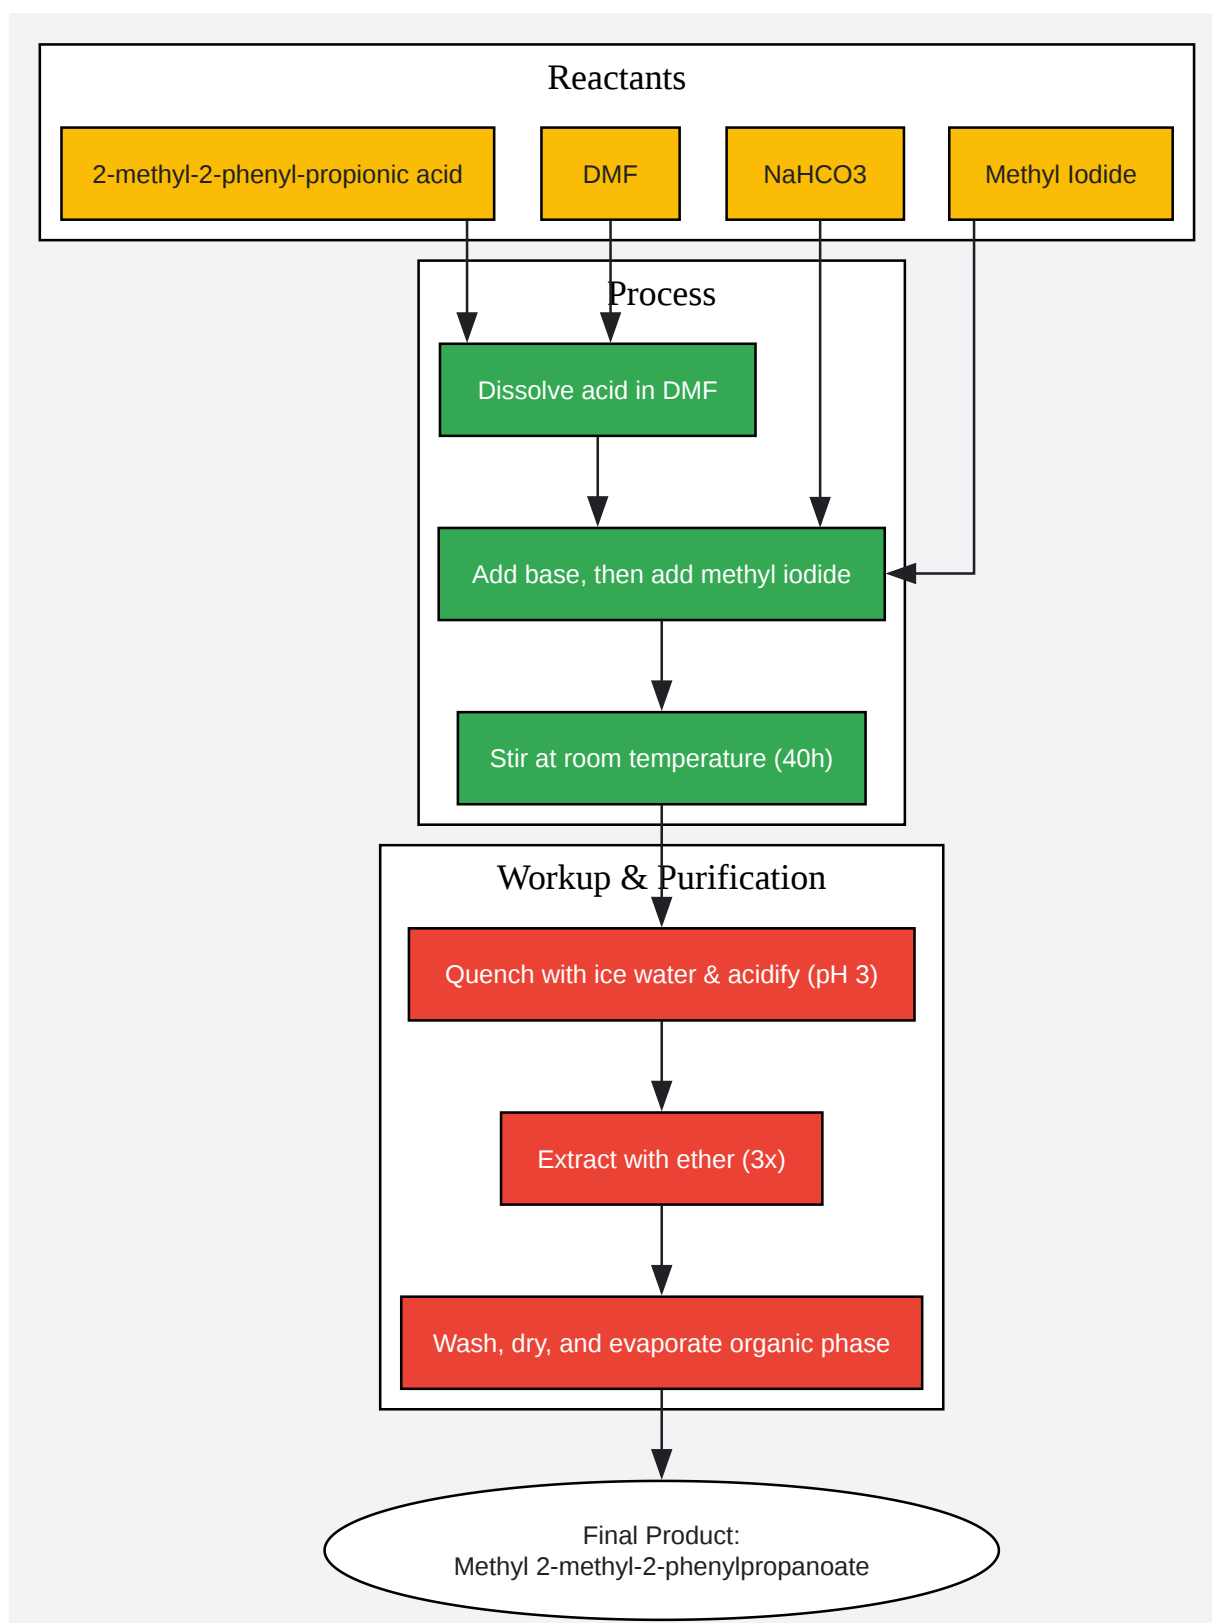 Reactants
2-methyl-2-phenyl-propionic acid
DMF
NaHCO3
Methyl Iodide
Process
Dissolve acid in DMF
Add base, then add methyl iodide
Stir at room temperature (40h)
Workup & Purification
Quench with ice water & acidify (pH 3)
Extract with ether (3x)
Wash, dry, and evaporate organic phase
Final Product:
Methyl 2-methyl-2-phenylpropanoate